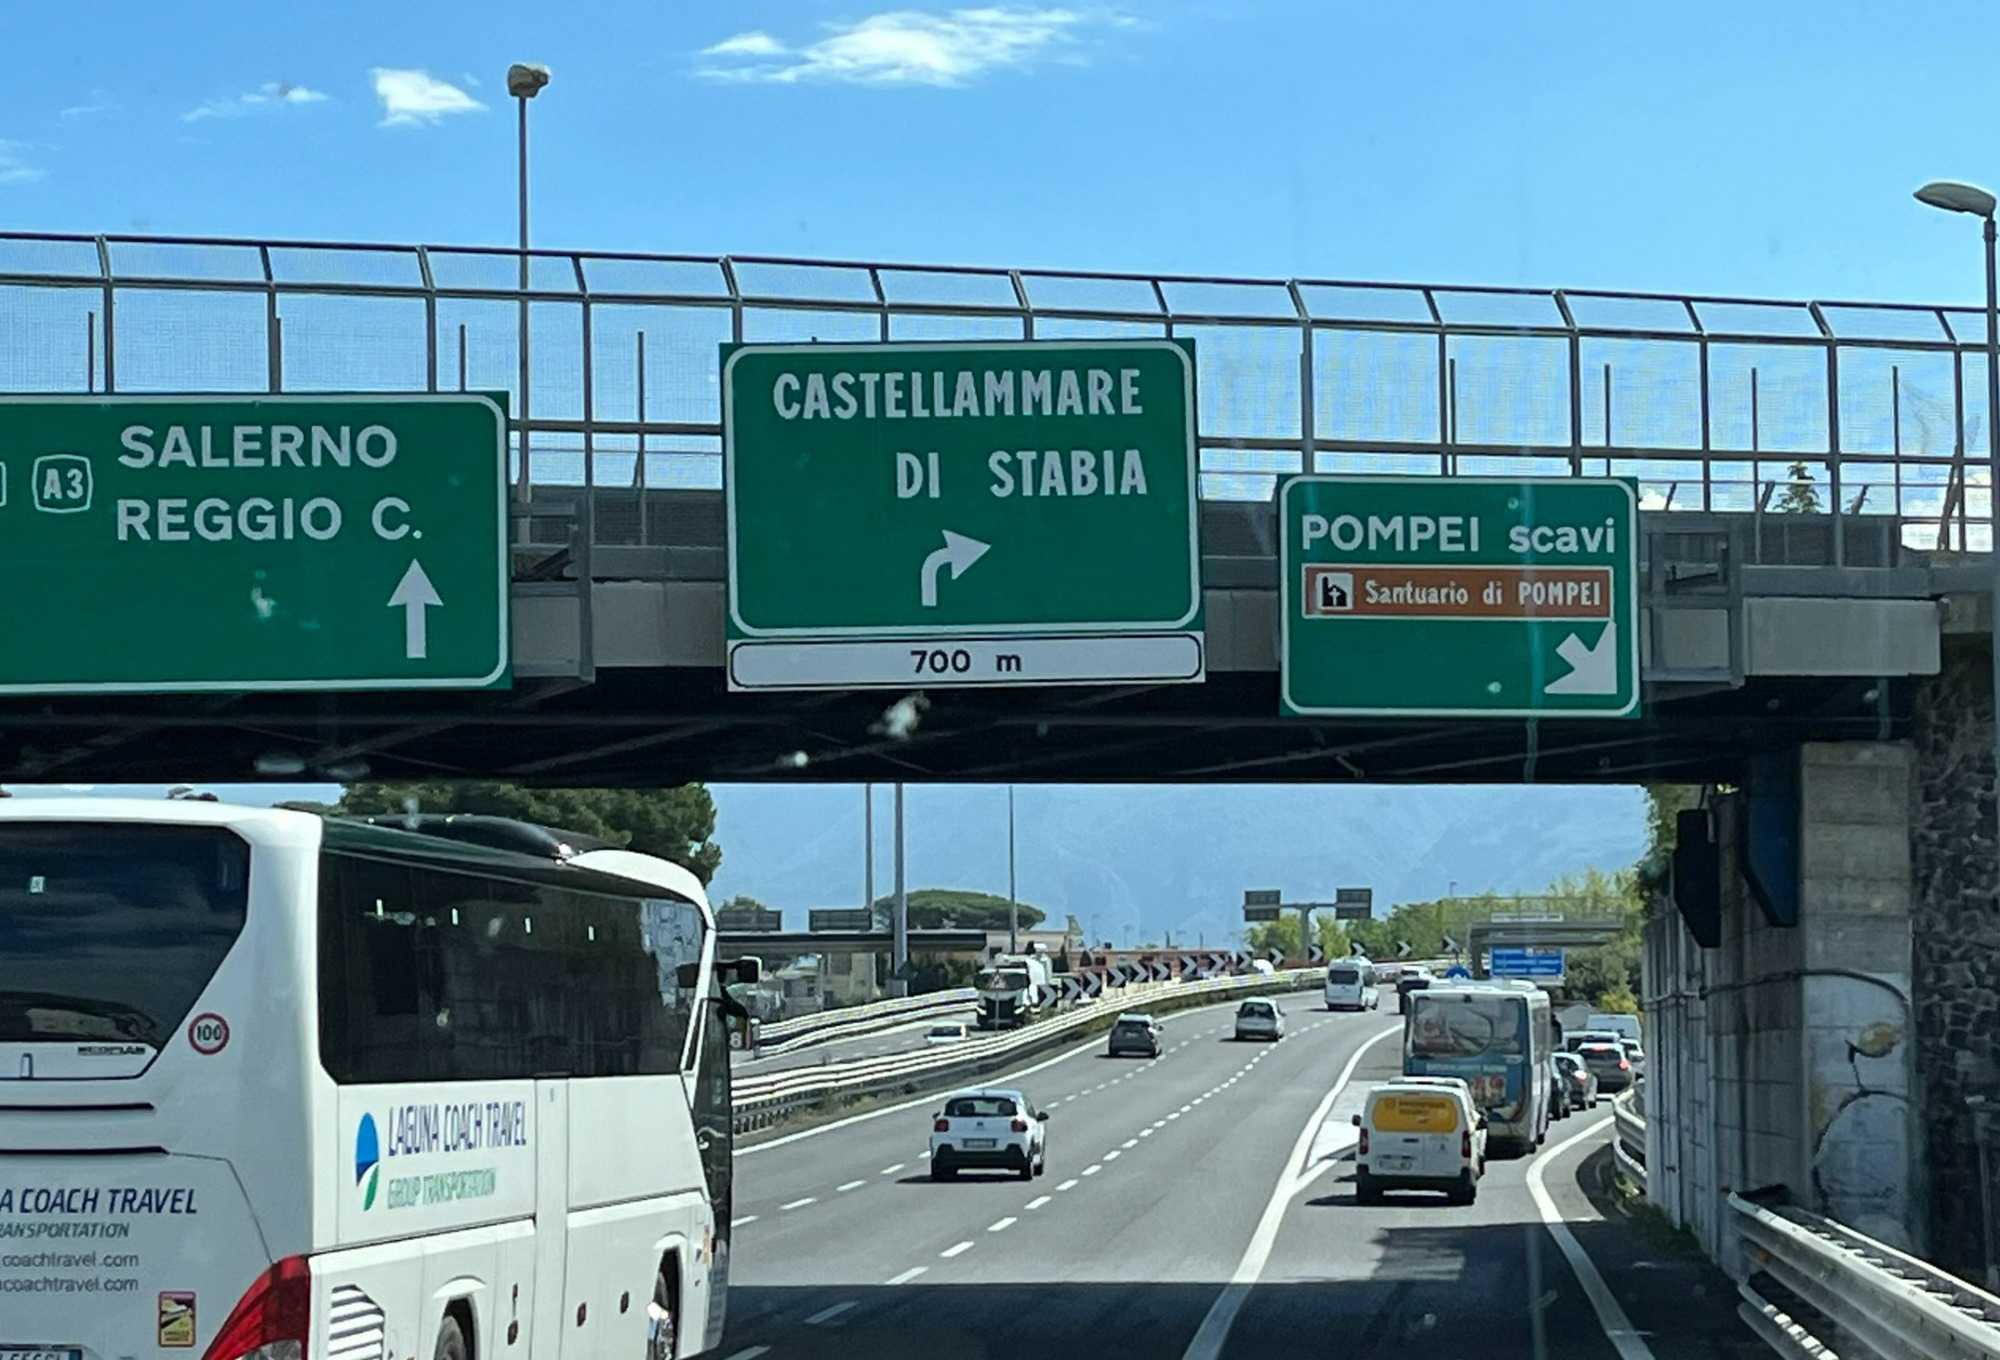 A3
SALERNO
REGGIO C.
CASTELLAMMARE
DI STABIA
700 m
POMPEI scavi
Santuario di POMPEI
100
LAGUNA COACH TRAVEL
GROUP TRANSPORTATION
A COACH TRAVEL
ANSPORTATION
coachtravel.com
coachtravel.com